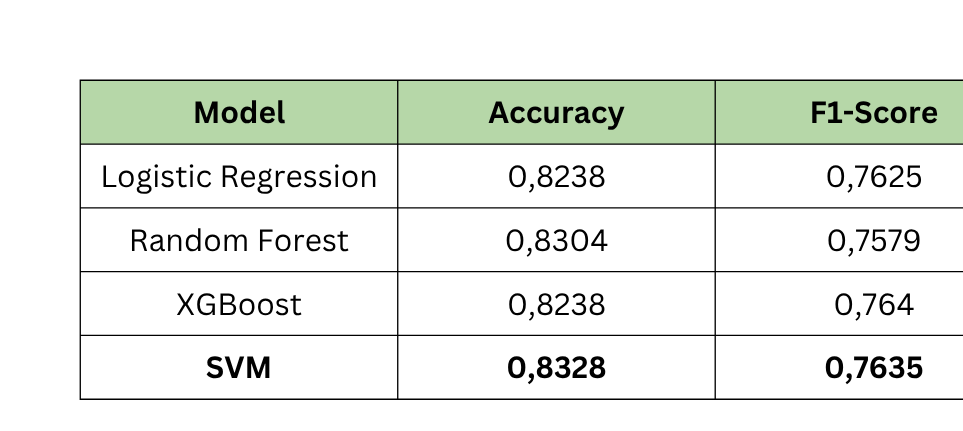 Model Accuracy F1-Score
Logistic Regression 0,8238 0,7625
Random Forest 0,8304 0,7579
XGBoost 0,8238 0,764
SVM 0,8328 0,7635